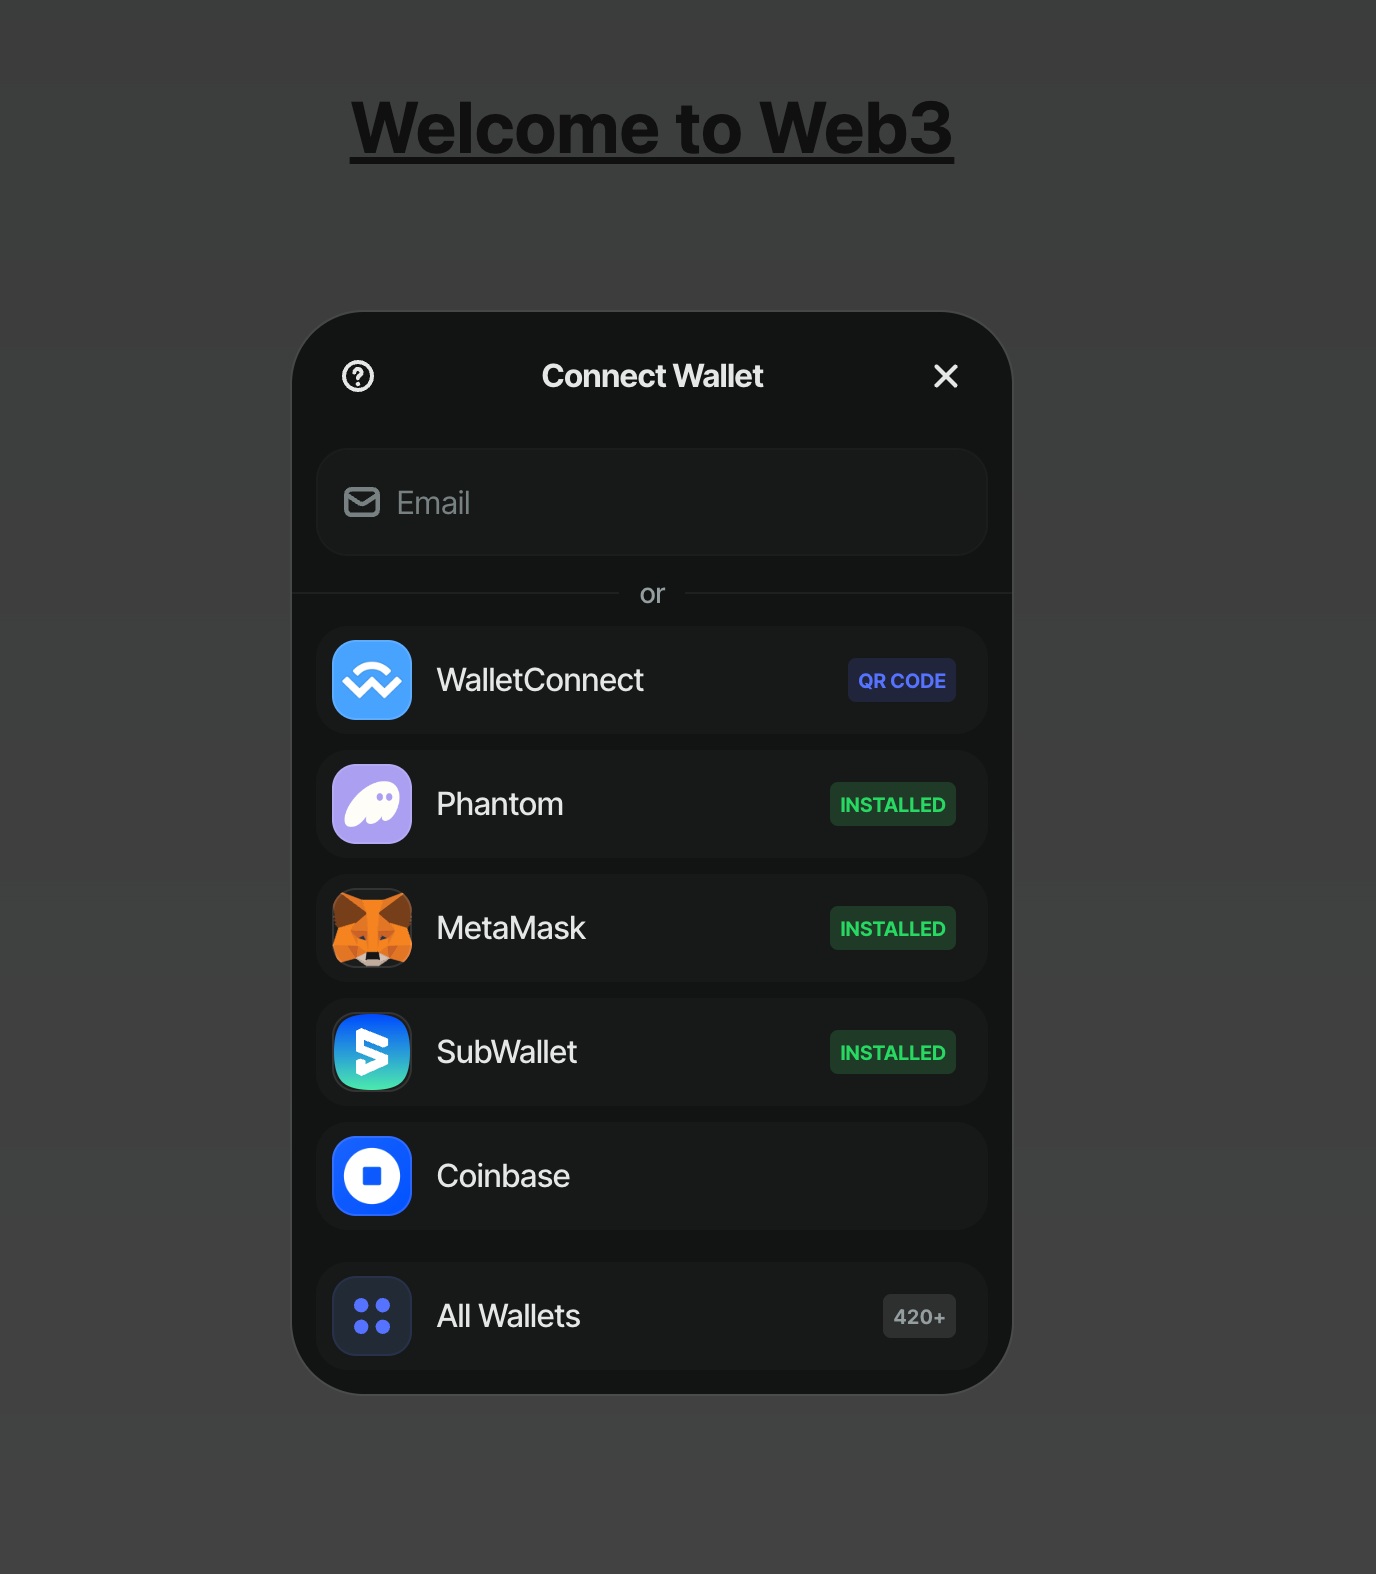 Welcome to Web3
Connect Wallet
Email
or
WalletConnect QR CODE
Phantom INSTALLED
MetaMask INSTALLED
SubWallet INSTALLED
Coinbase
All Wallets 420+